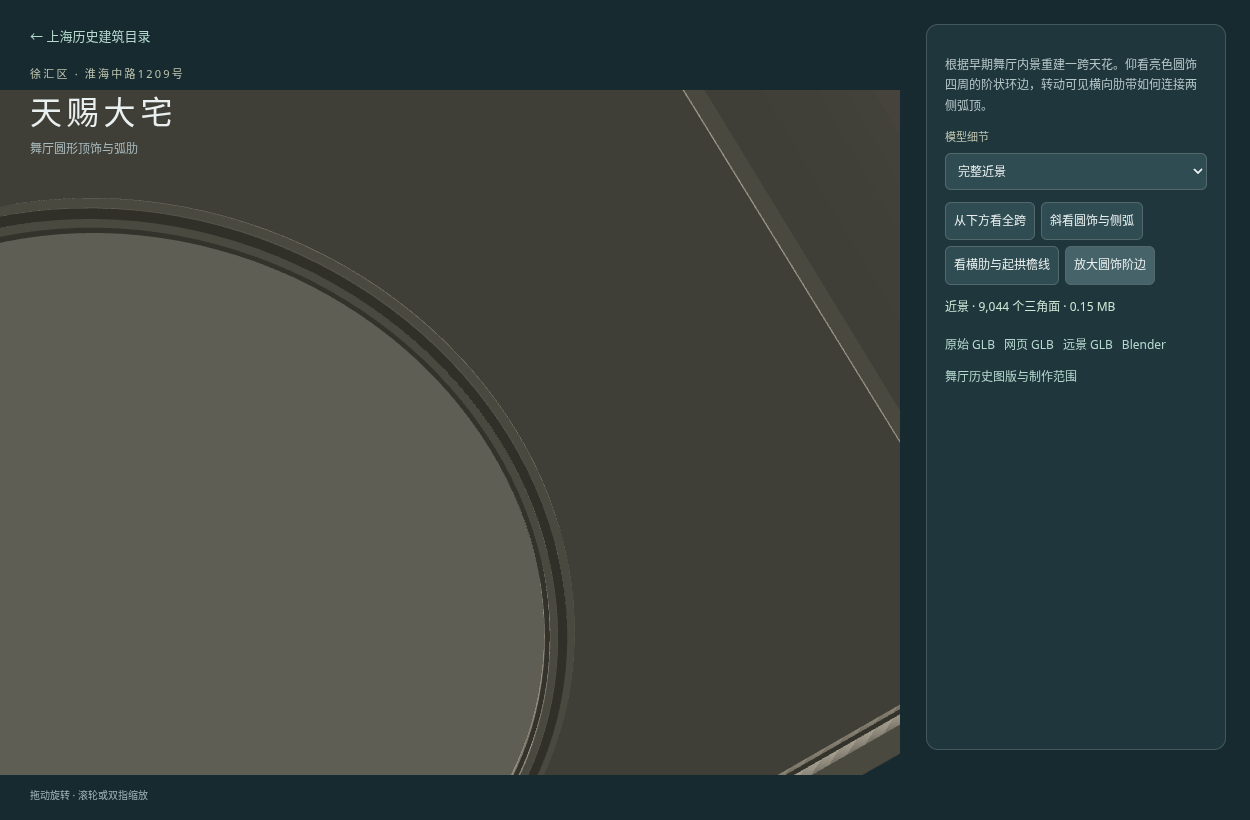 ← 上海历史建筑目录
徐汇区 · 淮海中路1209号
天赐大宅
舞厅圆形顶饰与弧肋
根据早期舞厅内景重建一跨天花。仰看亮色圆饰
四周的阶状环边，转动可见横向肋带如何连接两
侧弧顶。
模型细节
完整近景
从下方看全跨 斜看圆饰与侧弧
看横肋与起拱檐线 放大圆饰阶边
近景 · 9,044 个三角面 · 0.15 MB
原始 GLB 网页 GLB 远景 GLB Blender
舞厅历史图版与制作范围
拖动旋转 · 滚轮或双指缩放